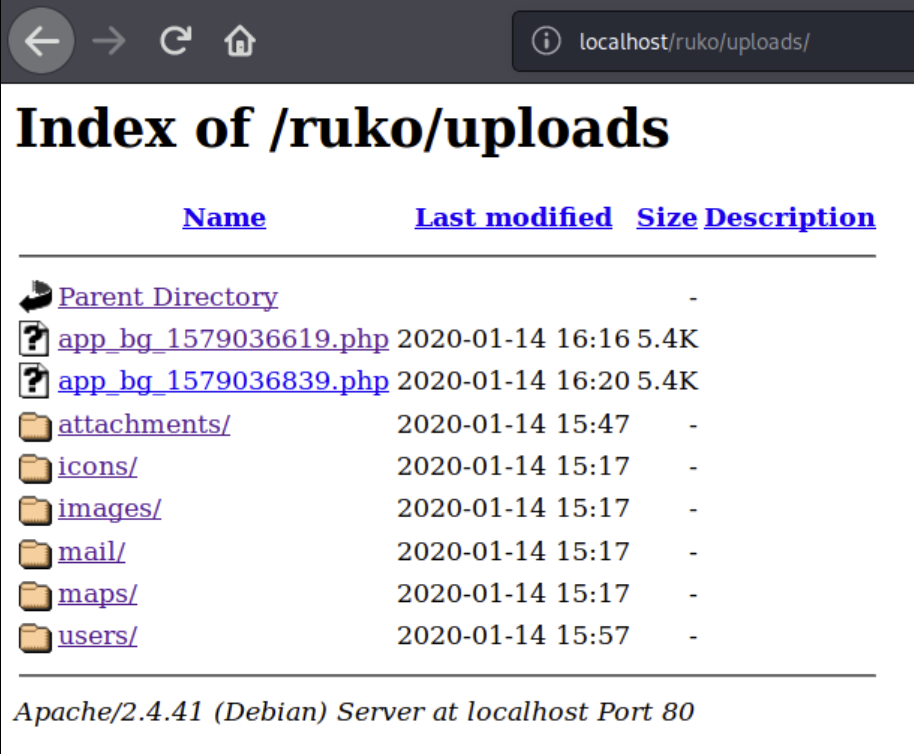 localhost/ruko/uploads/
Index of /ruko/uploads
Name Last modified Size Description
Parent Directory -
app_bg_1579036619.php 2020-01-14 16:16 5.4K
app_bg_1579036839.php 2020-01-14 16:20 5.4K
attachments/ 2020-01-14 15:47 -
icons/ 2020-01-14 15:17 -
images/ 2020-01-14 15:17 -
mail/ 2020-01-14 15:17 -
maps/ 2020-01-14 15:17 -
users/ 2020-01-14 15:57 -
Apache/2.4.41 (Debian) Server at localhost Port 80